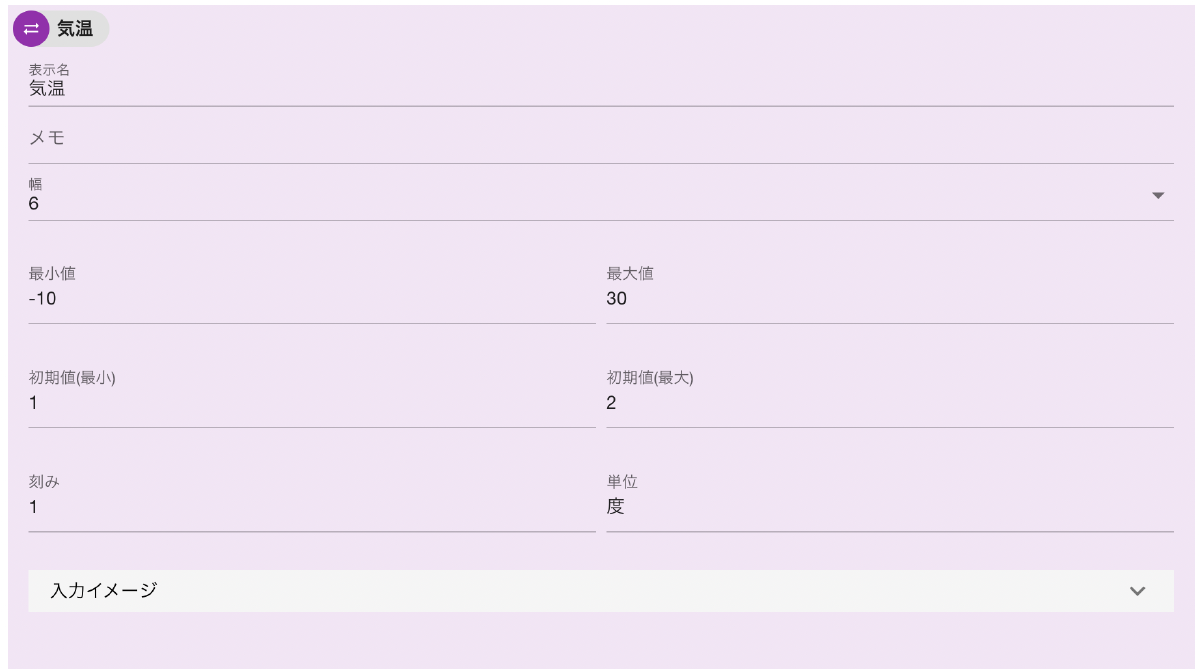 気温
表示名
気温
メモ
幅
6
最小値
最大値
-10
30
初期値(最小)
初期値(最大)
1
2
刻み
単位
1
度
入力イメージ